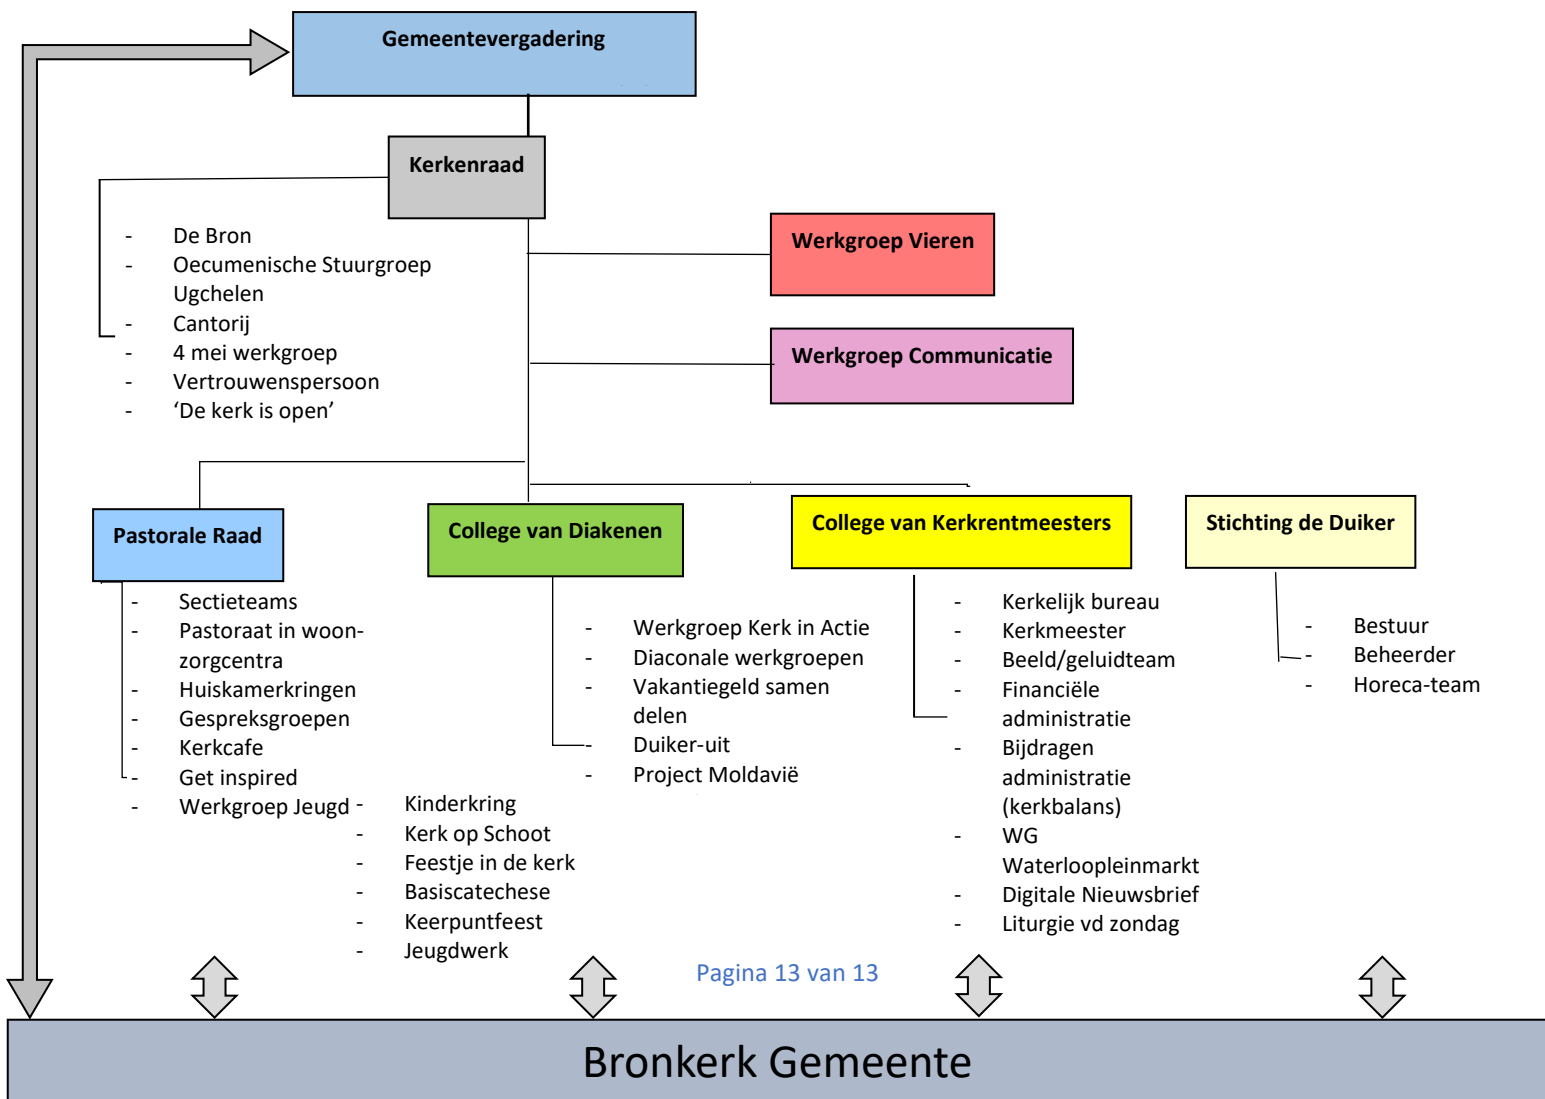 Gemeentevergadering
Kerkenraad
- De Bron
- Oecumenische Stuurgroep
Ugchelen
- Cantorij
- 4 mei werkgroep
- Vertrouwenspersoon
- ‘De kerk is open’
Werkgroep Vieren
Werkgroep Communicatie
Pastorale Raad
- Sectieteams
- Pastoraat in woon-
zorgcentra
- Huiskamerkringen
- Gespreksgroepen
- Kerkcafe
- Get inspired
- Werkgroep Jeugd
- Kinderkring
- Kerk op Schoot
- Feestje in de kerk
- Basiscatechese
- Keerpuntfeest
- Jeugdwerk
College van Diakenen
- Werkgroep Kerk in Actie
- Diaconale werkgroepen
- Vakantiegeld samen
delen
- Duiker-uit
- Project Moldavië
College van Kerkrentmeesters
- Kerkelijk bureau
- Kerkmeester
- Beeld/geluidteam
- Financiële
administratie
- Bijdragen
administratie
(kerkbalans)
- WG
Waterloopleinmarkt
- Digitale Nieuwsbrief
- Liturgie vd zondag
Stichting de Duiker
- Bestuur
- Beheerder
- Horeca-team
Pagina 13 van 13
Bronkerk Gemeente